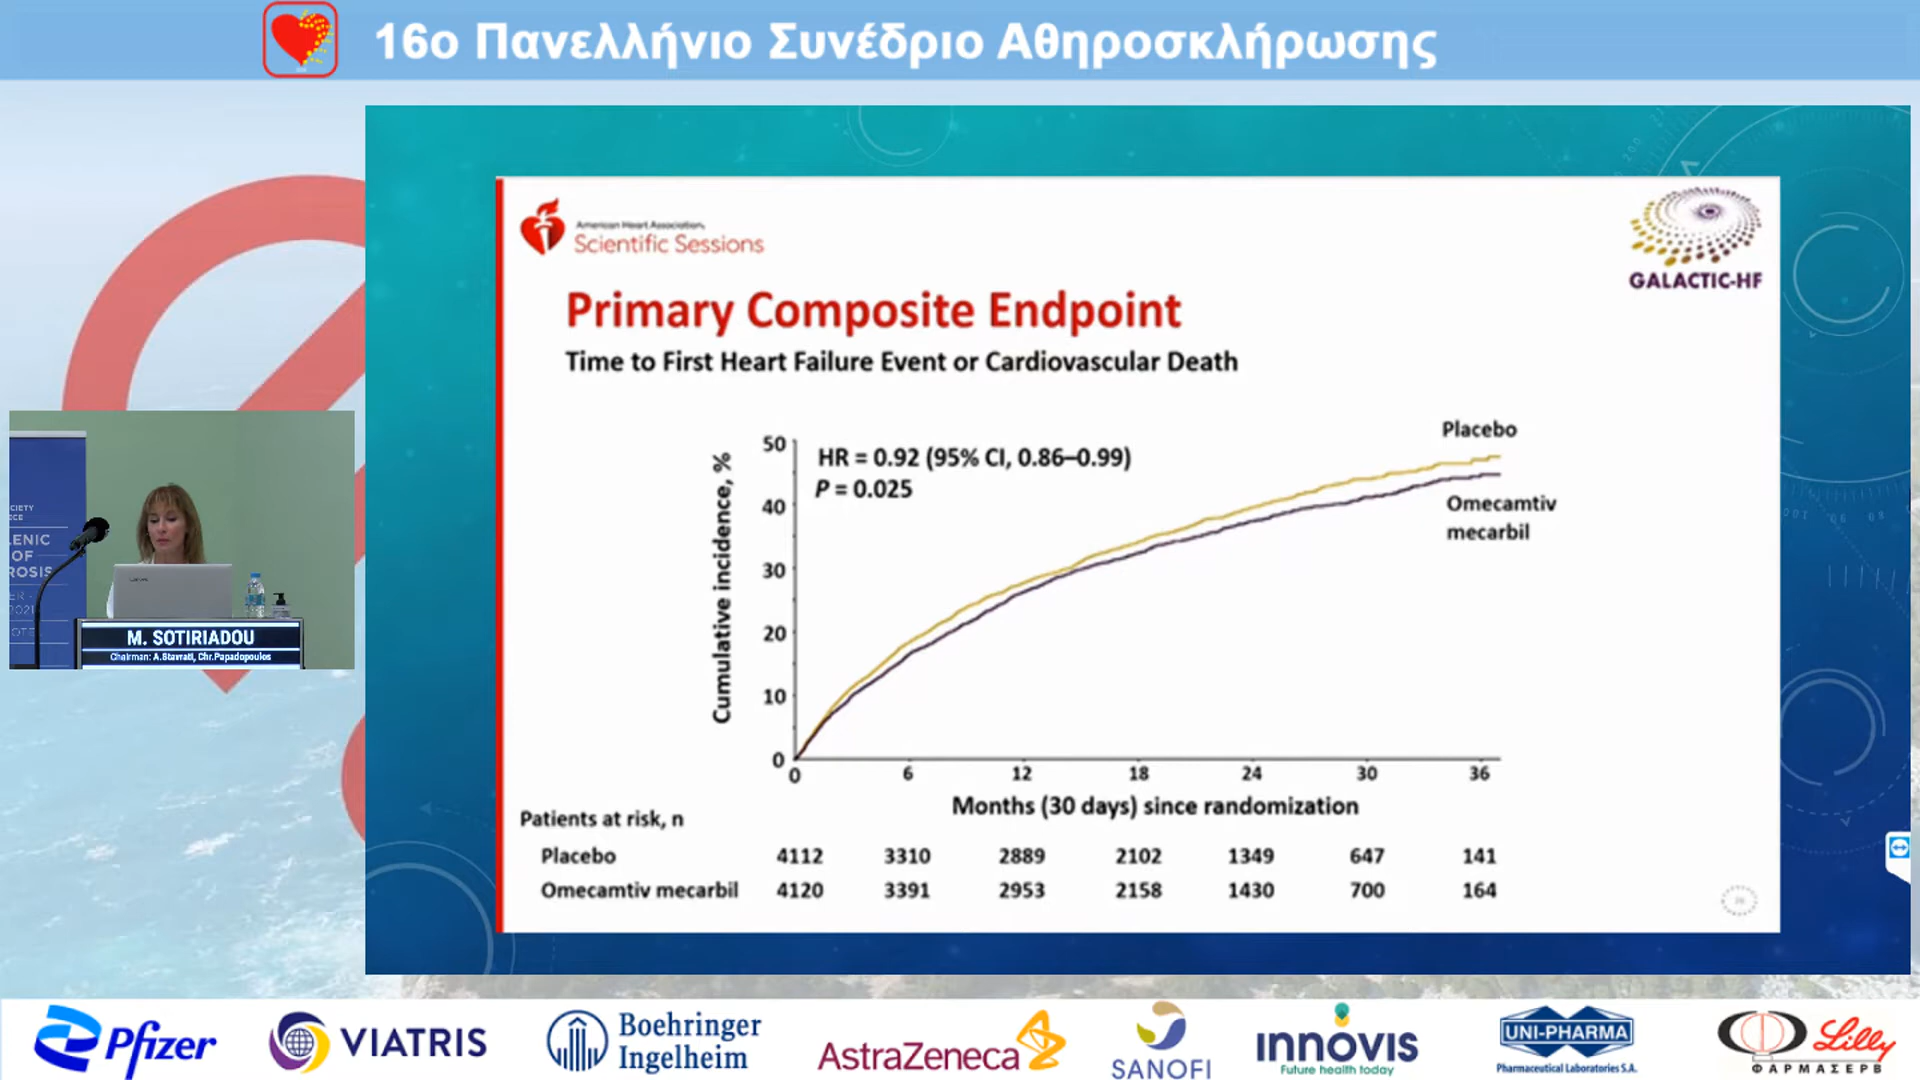 16ο Πανελλήνιο Συνέδριο Αθηροσκλήρωσης
American Heart Association.
Scientific Sessions
GALACTIC-HF
Primary Composite Endpoint
Time to First Heart Failure Event or Cardiovascular Death
Placebo
HR = 0.92 (95% CI, 0.86–0.99)
P = 0.025
Omecamtiv
mecarbil
Cumulative incidence, %
50
40
30
20
10
0
0 6 12 18 24 30 36
Months (30 days) since randomization
Patients at risk, n
Placebo 4112 3310 2889 2102 1349 647 141
Omecamtiv mecarbil 4120 3391 2953 2158 1430 700 164
CIETY
ENIC
OF
ROSIS
M. SOTIRIADOU
Chairman: A.Stavrati, Chr.Papadopoulos
Pfizer
VIATRIS
Boehringer
Ingelheim
AstraZeneca
SANOFI
INNOVIS
Future health today
UNI-PHARMA
Pharmaceutical Laboratories S.A.
Lilly
ΦΑΡΜΑΣΕΡΒ